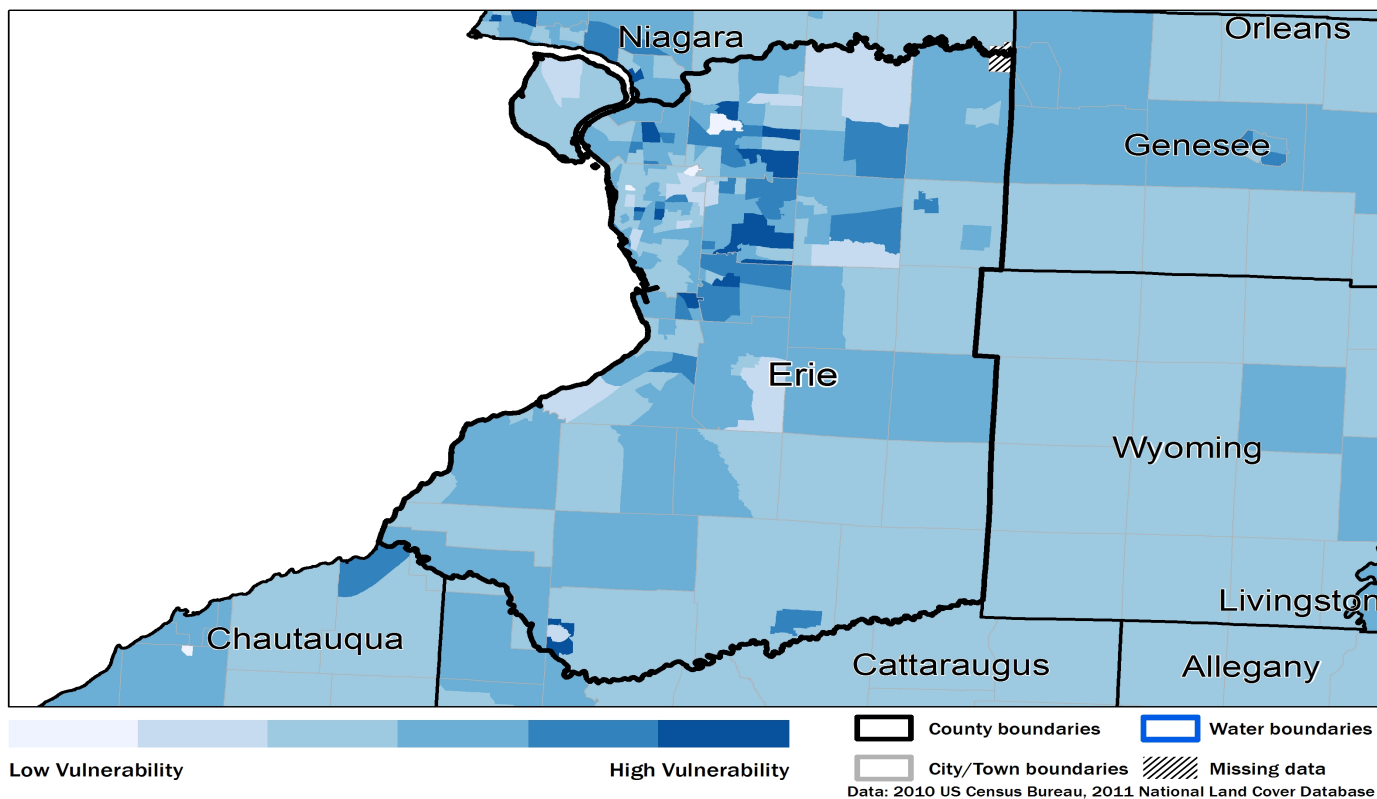 Niagara
Orleans
Genesee
Erie
Wyoming
Livingston
Chautauqua
Cattaraugus
Allegany
Low Vulnerability
High Vulnerability
County boundaries
Water boundaries
City/Town boundaries
Missing data
Data: 2010 US Census Bureau, 2011 National Land Cover Database